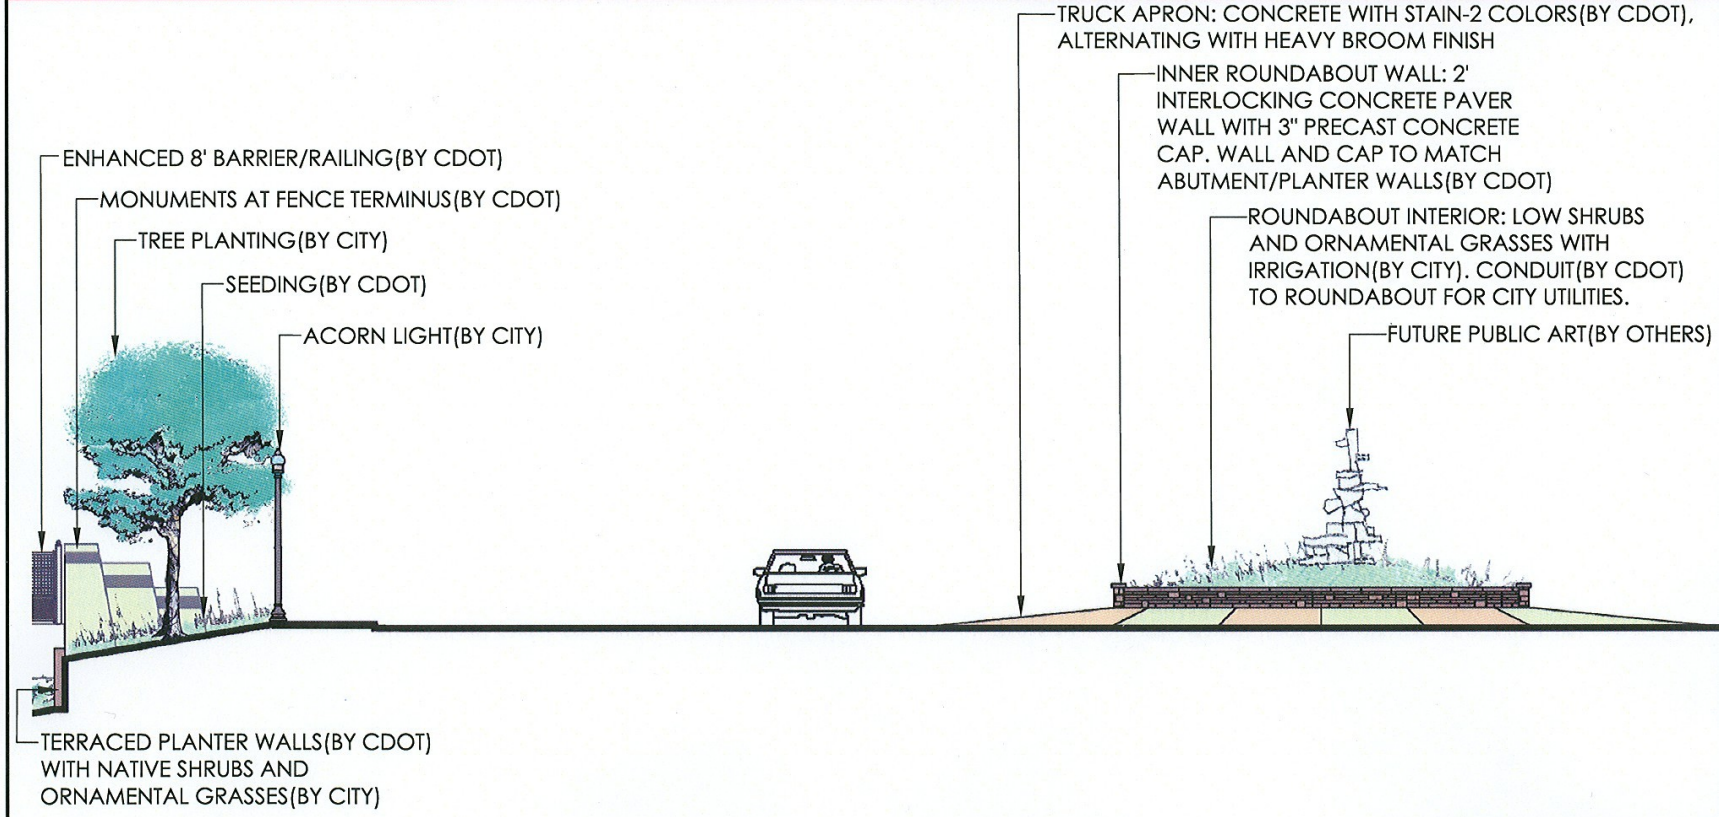 TRUCK APRON: CONCRETE WITH STAIN-2 COLORS(BY CDOT),
ALTERNATING WITH HEAVY BROOM FINISH
INNER ROUNDABOUT WALL: 2'
INTERLOCKING CONCRETE PAVER
WALL WITH 3" PRECAST CONCRETE
CAP. WALL AND CAP TO MATCH
ABUTMENT/PLANTER WALLS(BY CDOT)
ENHANCED 8' BARRIER/RAILING(BY CDOT)
MONUMENTS AT FENCE TERMINUS(BY CDOT)
TREE PLANTING(BY CITY)
SEEDING(BY CDOT)
ACORN LIGHT(BY CITY)
ROUNDABOUT INTERIOR: LOW SHRUBS
AND ORNAMENTAL GRASSES WITH
IRRIGATION(BY CITY). CONDUIT(BY CDOT)
TO ROUNDABOUT FOR CITY UTILITIES.
FUTURE PUBLIC ART(BY OTHERS)
TERRACED PLANTER WALLS(BY CDOT)
WITH NATIVE SHRUBS AND
ORNAMENTAL GRASSES(BY CITY)